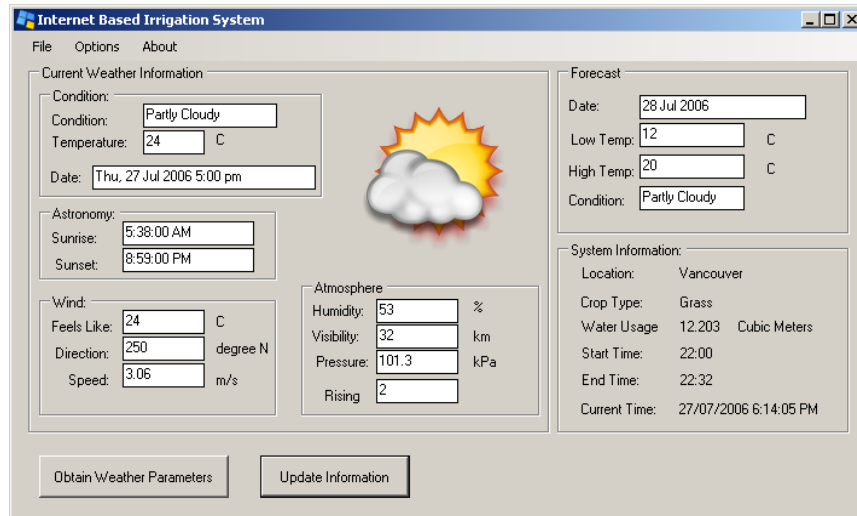 Internet Based Irrigation System
File Options About
Current Weather Information
Condition:
Condition: Partly Cloudy
Temperature: 24 C
Date: Thu, 27 Jul 2006 5:00 pm
Astronomy:
Sunrise: 5:38:00 AM
Sunset: 8:59:00 PM
Wind:
Feels Like: 24 C
Direction: 250 degree N
Speed: 3.06 m/s
Atmosphere
Humidity: 53 %
Visibility: 32 km
Pressure: 101.3 kPa
Rising 2
Forecast
Date: 28 Jul 2006
Low Temp: 12 C
High Temp: 20 C
Condition: Partly Cloudy
System Information:
Location: Vancouver
Crop Type: Grass
Water Usage 12.203 Cubic Meters
Start Time: 22:00
End Time: 22:32
Current Time: 27/07/2006 6:14:05 PM
Obtain Weather Parameters
Update Information